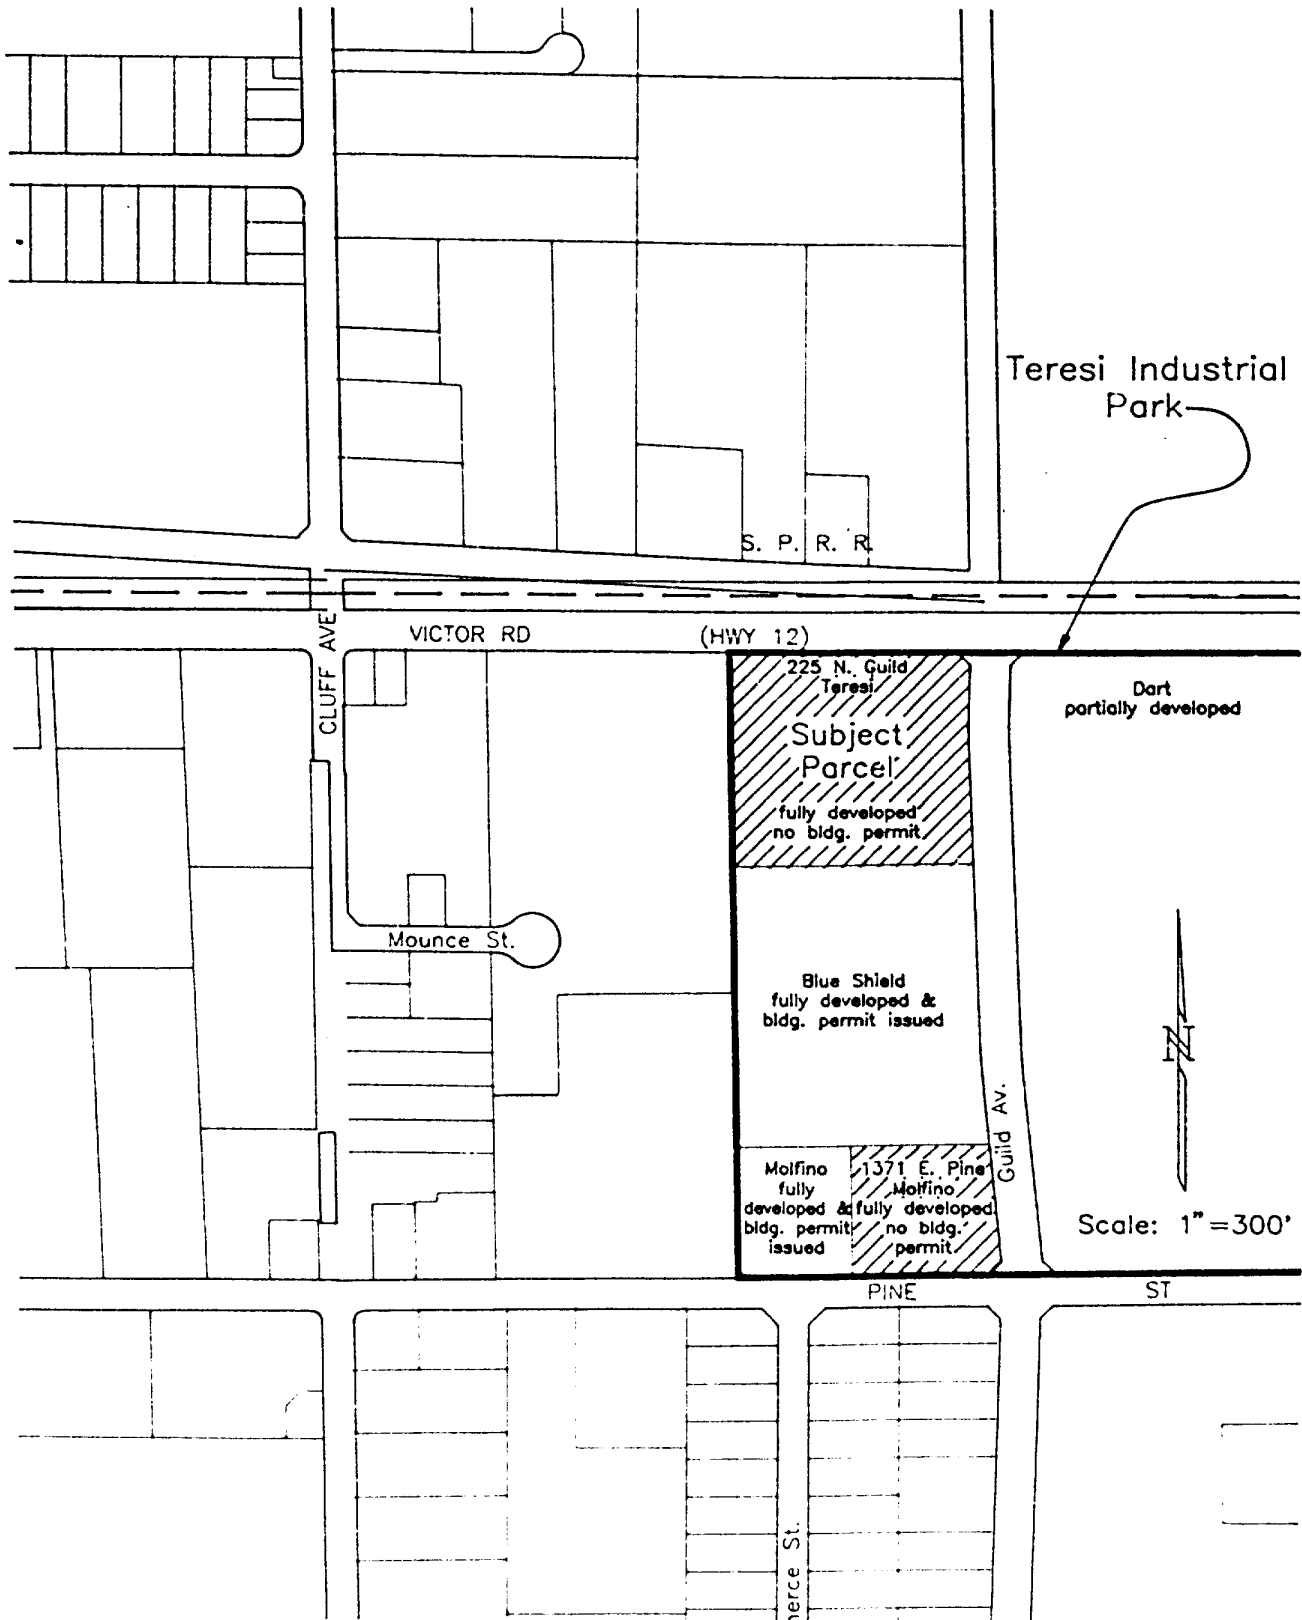 Teresi Industrial
Park
S. P. R. R.
CLUFF AVE
VICTOR RD
(HWY 12)
225 N. Guild
Teresi
Subject
Parcel
fully developed
no bldg. permit
Dart
partially developed
Mounce St.
Blue Shield
fully developed &
bldg. permit issued
Guild Av.
N
Molfino
fully
developed &
bldg. permit
issued
1371 E. Pine
Molfino
fully developed
no bldg.
permit
Scale: 1"=300'
PINE
ST
merce St.